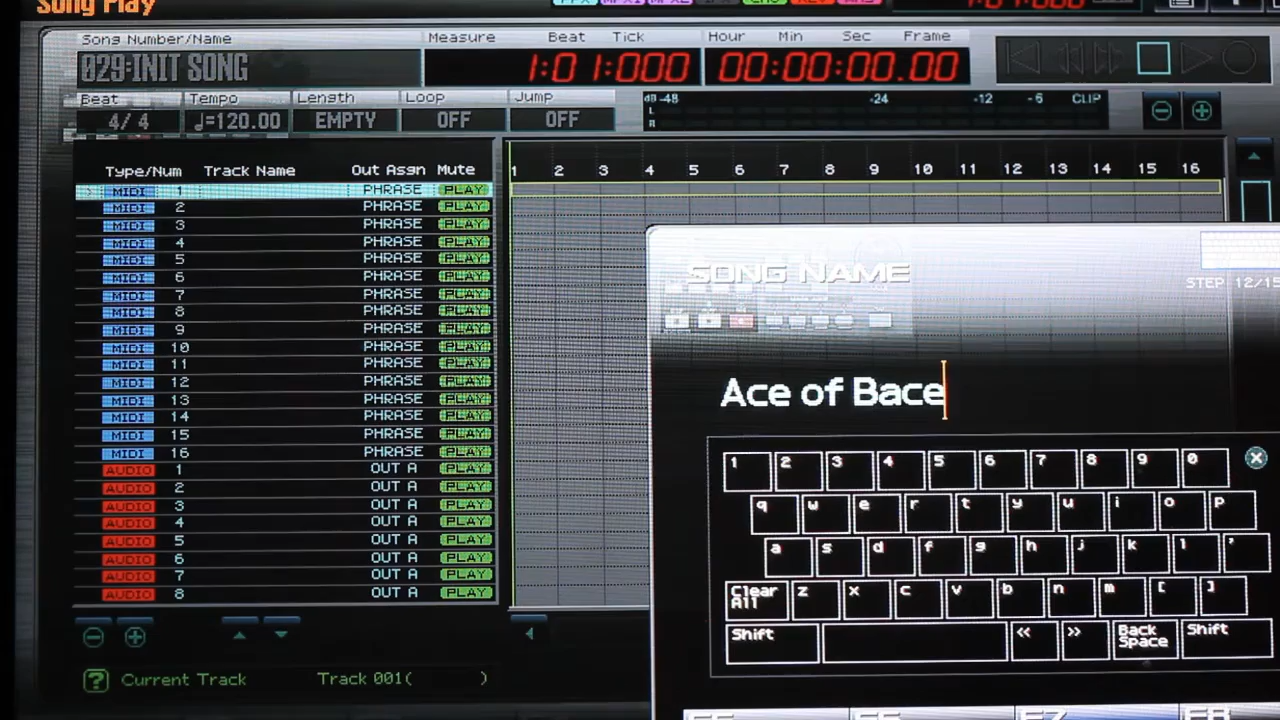 Song Play
Song Number/Name Measure Beat Tick Hour Min Sec Frame
029:INIT SONG 1:01:000 00:00:00.00
Beat Tempo Length Loop Jump
4/4 ♩=120.00 EMPTY OFF OFF
dB -48 -24 -12 -6 CLIP
L
R
Type/Num Track Name Out Assgn Mute 1 2 3 4 5 6 7 8 9 10 11 12 13 14 15 16
MIDI 1 PHRASE PLAY
MIDI 2 PHRASE PLAY
MIDI 3 PHRASE PLAY
MIDI 4 PHRASE PLAY
MIDI 5 PHRASE PLAY
MIDI 6 PHRASE PLAY
MIDI 7 PHRASE PLAY
MIDI 8 PHRASE PLAY
MIDI 9 PHRASE PLAY
MIDI 10 PHRASE PLAY
MIDI 11 PHRASE PLAY
MIDI 12 PHRASE PLAY
MIDI 13 PHRASE PLAY
MIDI 14 PHRASE PLAY
MIDI 15 PHRASE PLAY
MIDI 16 PHRASE PLAY
AUDIO 1 OUT A PLAY
AUDIO 2 OUT A PLAY
AUDIO 3 OUT A PLAY
AUDIO 4 OUT A PLAY
AUDIO 5 OUT A PLAY
AUDIO 6 OUT A PLAY
AUDIO 7 OUT A PLAY
AUDIO 8 OUT A PLAY
? Current Track Track 001( )
SONG NAME
STEP 12/15
Ace of Bace
1 2 3 4 5 6 7 8 9 0
q w e r t y u i o p
a s d f g h j k l '
Clear All z x c v b n m [ ]
Shift << >> Back Space Shift